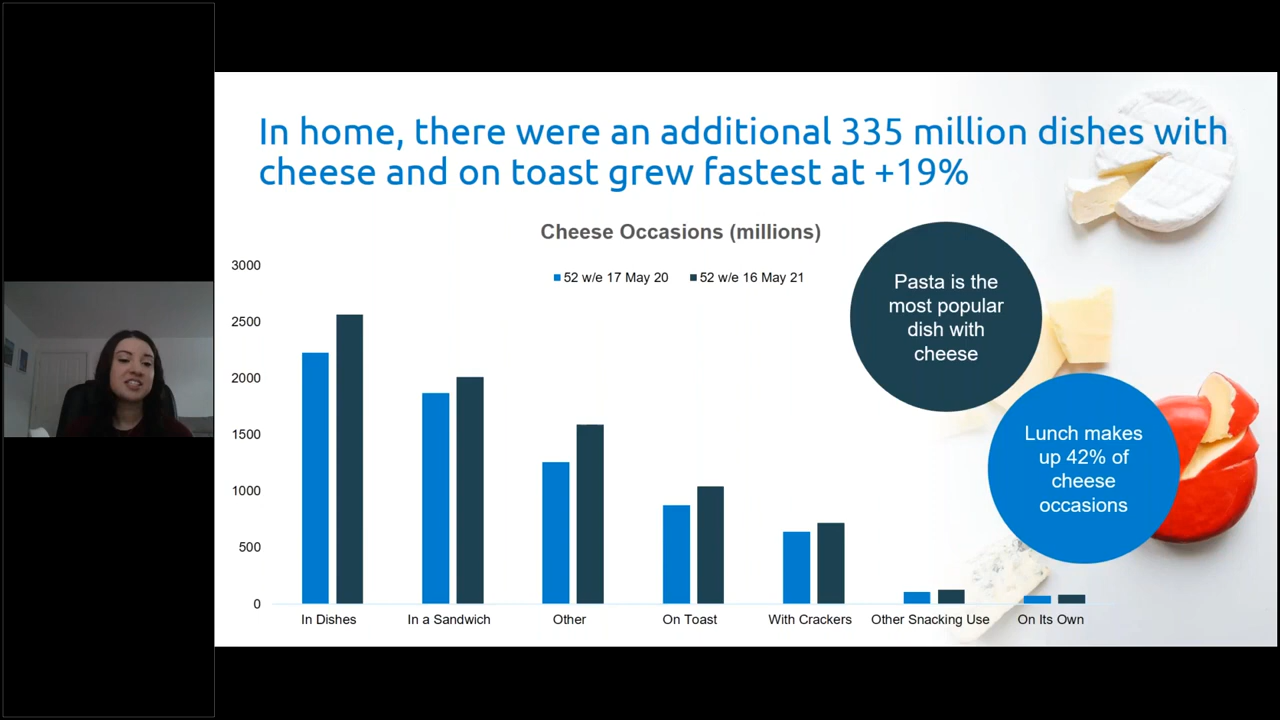 In home, there were an additional 335 million dishes with
cheese and on toast grew fastest at +19%
Cheese Occasions (millions)
52 w/e 17 May 20
52 w/e 16 May 21
3000
2500
2000
1500
1000
500
0
In Dishes
In a Sandwich
Other
On Toast
With Crackers
Other Snacking Use
On Its Own
Pasta is the
most popular
dish with
cheese
Lunch makes
up 42% of
cheese
occasions